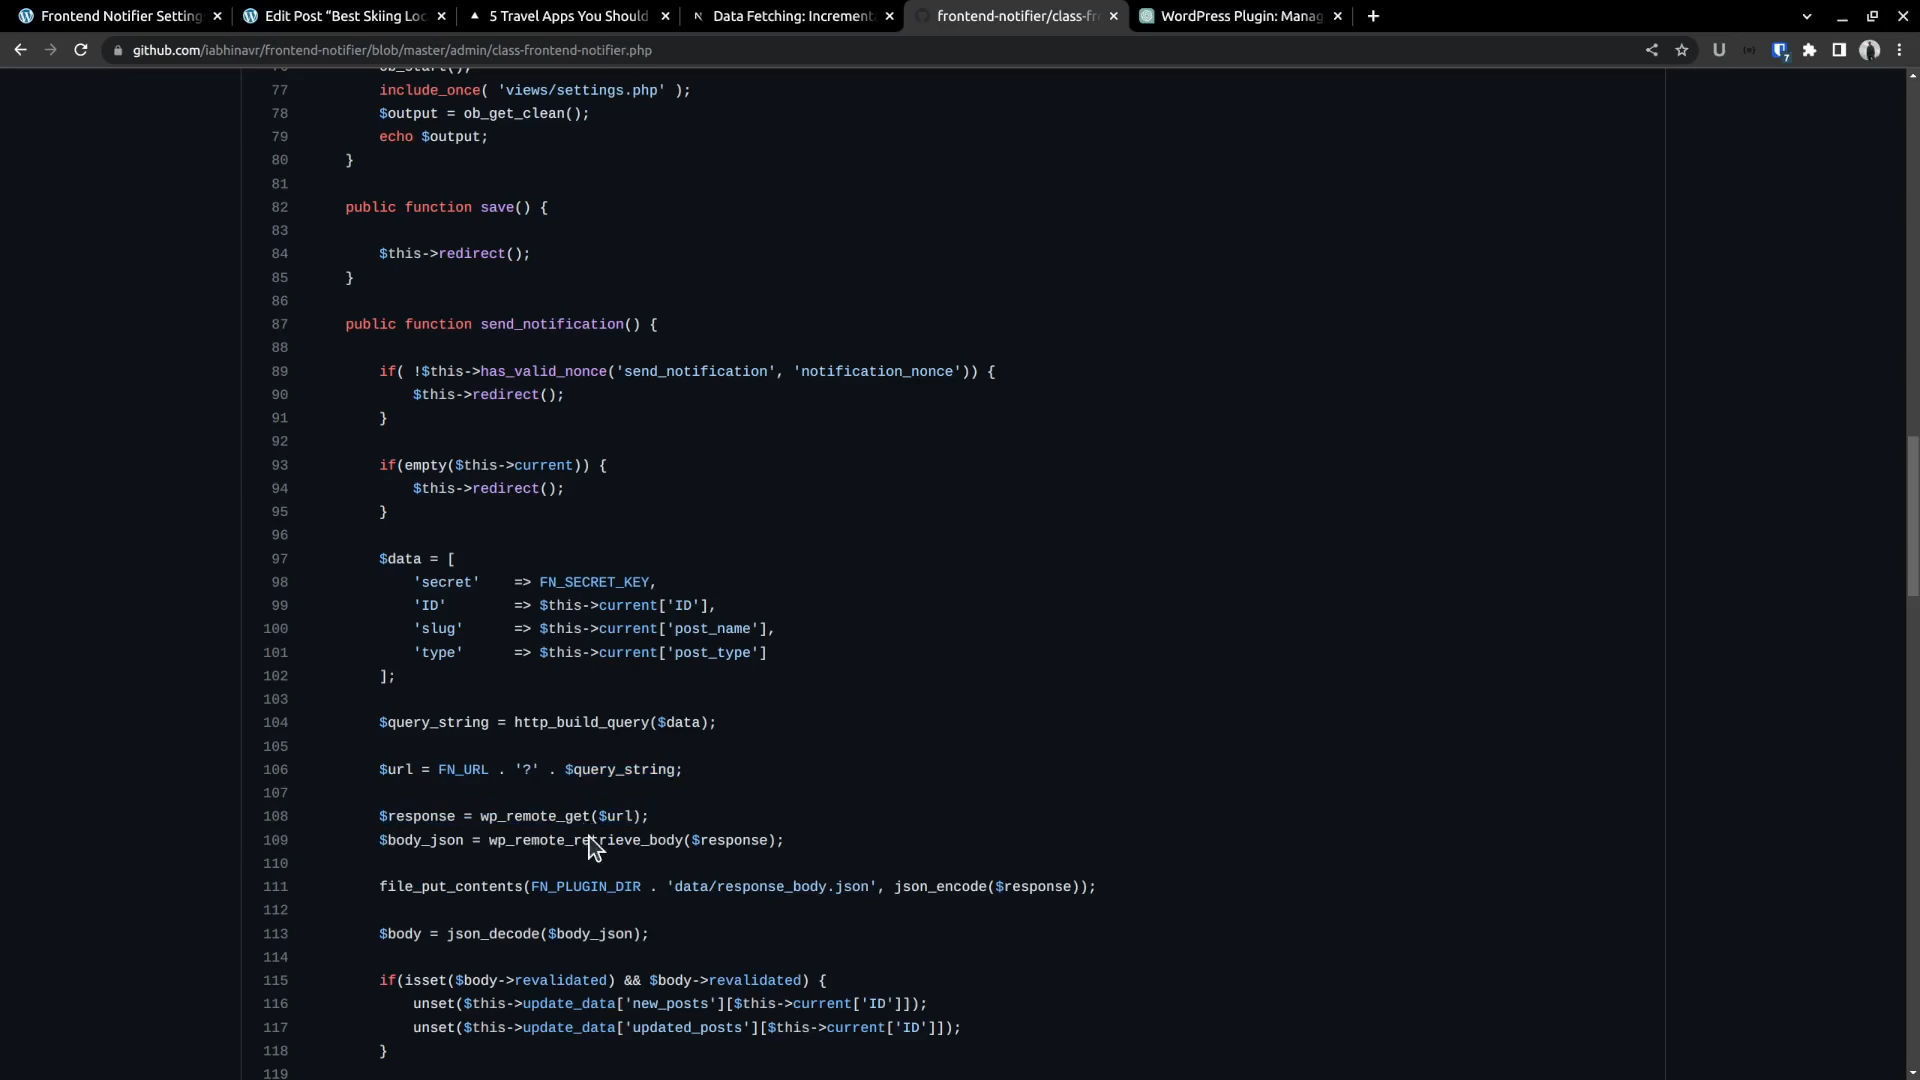 Frontend Notifier Setting
Edit Post “Best Skiing Loc
5 Travel Apps You Should
Data Fetching: Increment
frontend-notifier/class-fr
WordPress Plugin: Manag
github.com/iabhinavr/frontend-notifier/blob/master/admin/class-frontend-notifier.php
76 ob_start();
77 include_once( 'views/settings.php' );
78 $output = ob_get_clean();
79 echo $output;
80 }
81
82 public function save() {
83
84 $this->redirect();
85 }
86
87 public function send_notification() {
88
89 if( !$this->has_valid_nonce('send_notification', 'notification_nonce')) {
90 $this->redirect();
91 }
92
93 if(empty($this->current)) {
94 $this->redirect();
95 }
96
97 $data = [
98 'secret' => FN_SECRET_KEY,
99 'ID' => $this->current['ID'],
100 'slug' => $this->current['post_name'],
101 'type' => $this->current['post_type']
102 ];
103
104 $query_string = http_build_query($data);
105
106 $url = FN_URL . '?' . $query_string;
107
108 $response = wp_remote_get($url);
109 $body_json = wp_remote_retrieve_body($response);
110
111 file_put_contents(FN_PLUGIN_DIR . 'data/response_body.json', json_encode($response));
112
113 $body = json_decode($body_json);
114
115 if(isset($body->revalidated) && $body->revalidated) {
116 unset($this->update_data['new_posts'][$this->current['ID']]);
117 unset($this->update_data['updated_posts'][$this->current['ID']]);
118 }
119